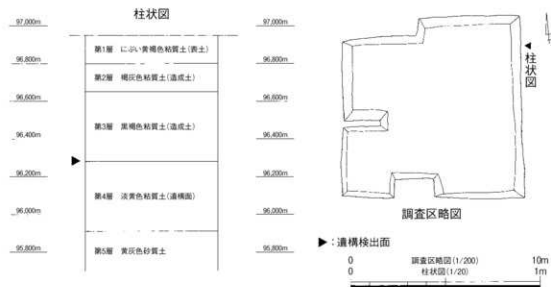 柱状図
97,000m
96,800m
96,600m
96,400m
96,200m
96,000m
95,800m
第1層 にぶい黄褐色粘質土(表土)
第2層 褐灰色粘質土(造成土)
第3層 黒褐色粘質土(造成土)
第4層 淡黄色粘質土(遺構面)
第5層 黄灰色砂質土
97,000m
96,800m
96,600m
96,400m
96,200m
96,000m
95,800m
柱状図
調査区略図
▶:遺構検出面
0 調査区略図(1/200) 10m
0 柱状図(1/20) 1m